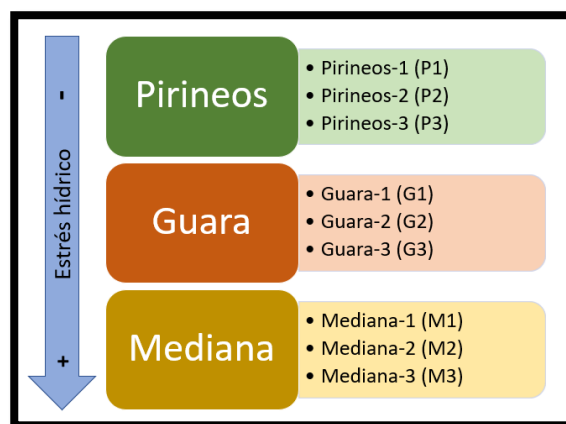 -
Estrés hídrico
+
Pirineos
• Pirineos-1 (P1)
• Pirineos-2 (P2)
• Pirineos-3 (P3)
Guara
• Guara-1 (G1)
• Guara-2 (G2)
• Guara-3 (G3)
Mediana
• Mediana-1 (M1)
• Mediana-2 (M2)
• Mediana-3 (M3)